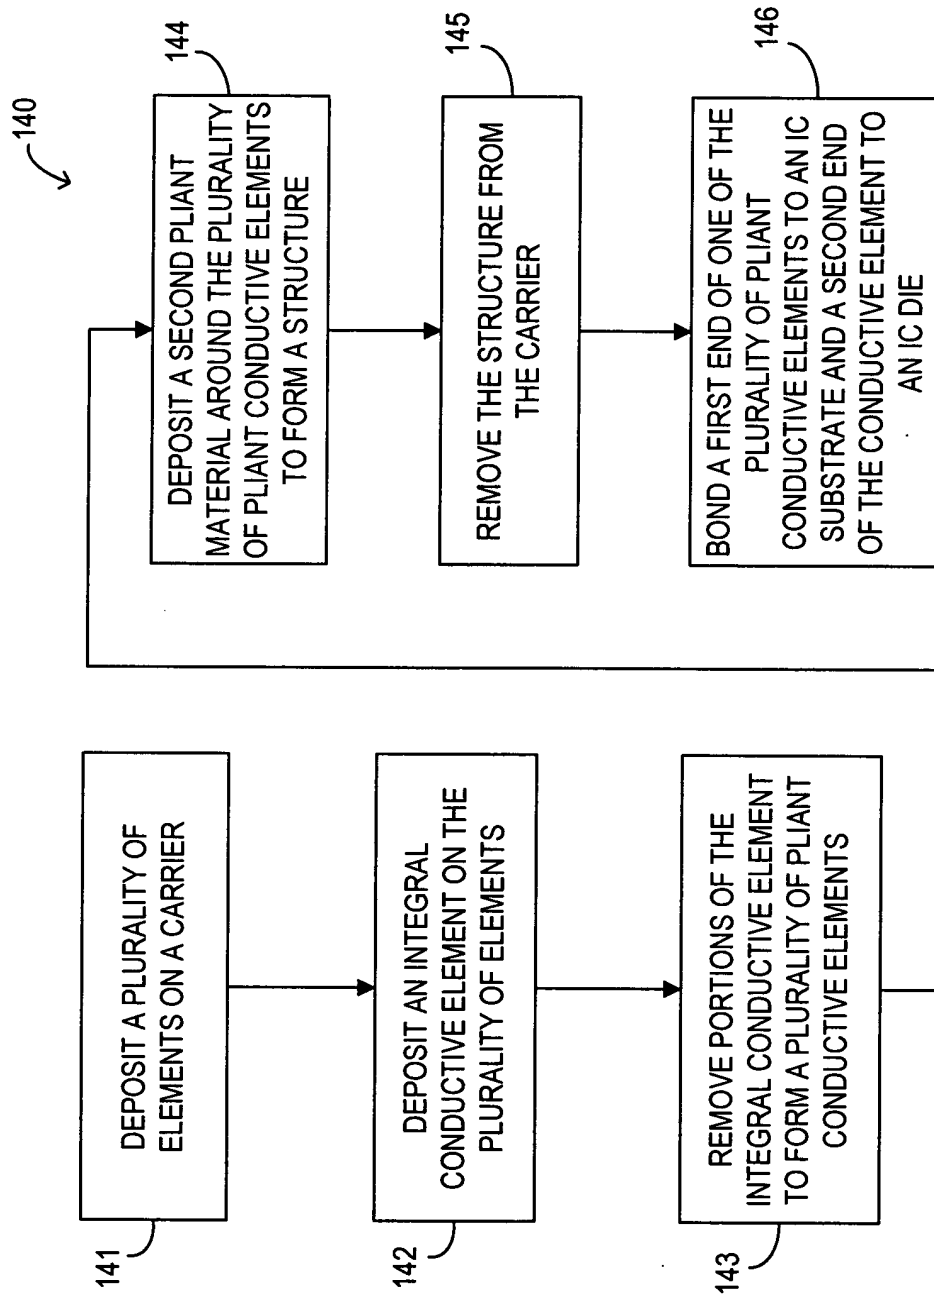 140
141
DEPOSIT A PLURALITY OF
ELEMENTS ON A CARRIER
142
DEPOSIT AN INTEGRAL
CONDUCTIVE ELEMENT ON THE
PLURALITY OF ELEMENTS
143
REMOVE PORTIONS OF THE
INTEGRAL CONDUCTIVE ELEMENT
TO FORM A PLURALITY OF PLIANT
CONDUCTIVE ELEMENTS
144
DEPOSIT A SECOND PLIANT
MATERIAL AROUND THE PLURALITY
OF PLIANT CONDUCTIVE ELEMENTS
TO FORM A STRUCTURE
145
REMOVE THE STRUCTURE FROM
THE CARRIER
146
BOND A FIRST END OF ONE OF THE
PLURALITY OF PLIANT
CONDUCTIVE ELEMENTS TO AN IC
SUBSTRATE AND A SECOND END
OF THE CONDUCTIVE ELEMENT TO
AN IC DIE